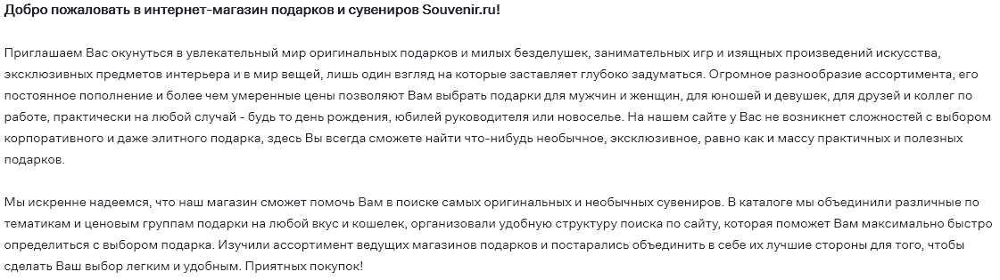 Добро пожаловать в интернет-магазин подарков и сувениров Souvenir.ru!
Приглашаем Вас окунуться в увлекательный мир оригинальных подарков и милых безделушек, занимательных игр и изящных произведений искусства,
эксклюзивных предметов интерьера и в мир вещей, лишь один взгляд на которые заставляет глубоко задуматься. Огромное разнообразие ассортимента, его
постоянное пополнение и более чем умеренные цены позволяют Вам выбрать подарки для мужчин и женщин, для юношей и девушек, для друзей и коллег по
работе, практически на любой случай - будь то день рождения, юбилей руководителя или новоселье. На нашем сайте у Вас не возникнет сложностей с выбором
корпоративного и даже элитного подарка, здесь Вы всегда сможете найти что-нибудь необычное, эксклюзивное, равно как и массу практичных и полезных
подарков.
Мы искренне надеемся, что наш магазин сможет помочь Вам в поиске самых оригинальных и необычных сувениров. В каталоге мы объединили различные по
тематикам и ценовым группам подарки на любой вкус и кошелек, организовали удобную структуру поиска по сайту, которая поможет Вам максимально быстро
определиться с выбором подарка. Изучили ассортимент ведущих магазинов подарков и постарались объединить в себе их лучшие стороны для того, чтобы
сделать Ваш выбор легким и удобным. Приятных покупок!